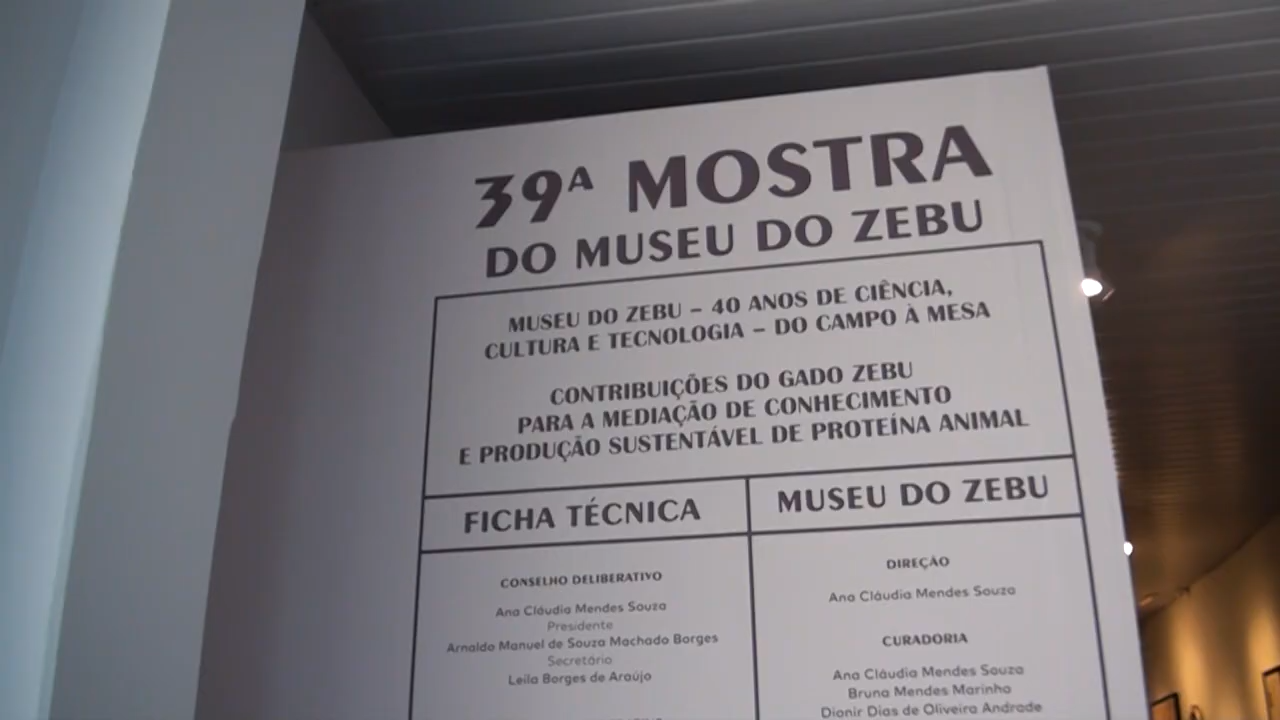 39ª MOSTRA
DO MUSEU DO ZEBU
MUSEU DO ZEBU – 40 ANOS DE CIÊNCIA,
CULTURA E TECNOLOGIA – DO CAMPO À MESA
CONTRIBUIÇÕES DO GADO ZEBU
PARA A MEDIAÇÃO DE CONHECIMENTO
E PRODUÇÃO SUSTENTÁVEL DE PROTEÍNA ANIMAL
FICHA TÉCNICA
CONSELHO DELIBERATIVO
Ana Cláudia Mendes Souza
Presidente
Arnaldo Manuel de Souza Machado Borges
Secretário
Leila Borges de Araújo
MUSEU DO ZEBU
DIREÇÃO
Ana Cláudia Mendes Souza
CURADORIA
Ana Cláudia Mendes Souza
Bruna Mendes Marinho
Dionir Dias de Oliveira Andrade